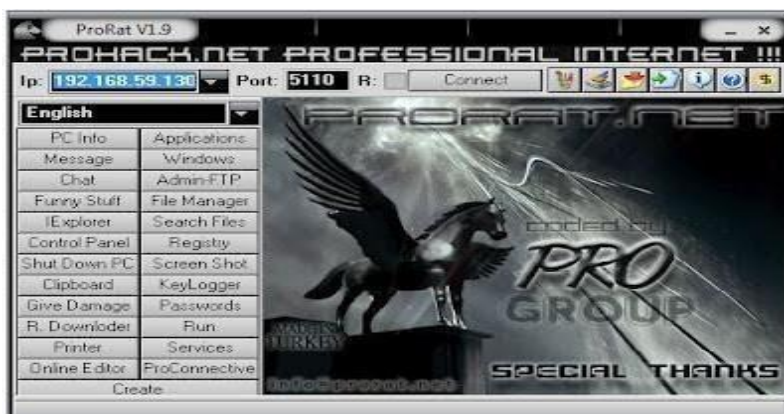 ProRat V1.9
PROHACK.NET PROFESSIONAL INTERNET !!!
Ip: 192.168.59.130 Port: 5110 R: Connect
English
PC Info Applications
Message Windows
Chat Admin-FTP
Funny Stuff File Manager
IExplorer Search Files
Control Panel Registry
Shut Down PC Screen Shot
Clipboard KeyLogger
Give Damage Passwords
R. Downloder Run
Printer Services
Online Editor ProConnective
Create
PRORAT.NET
coded by
PRO
GROUP
MADE IN
TURKEY
SPECIAL THANKS
info@prorat.net